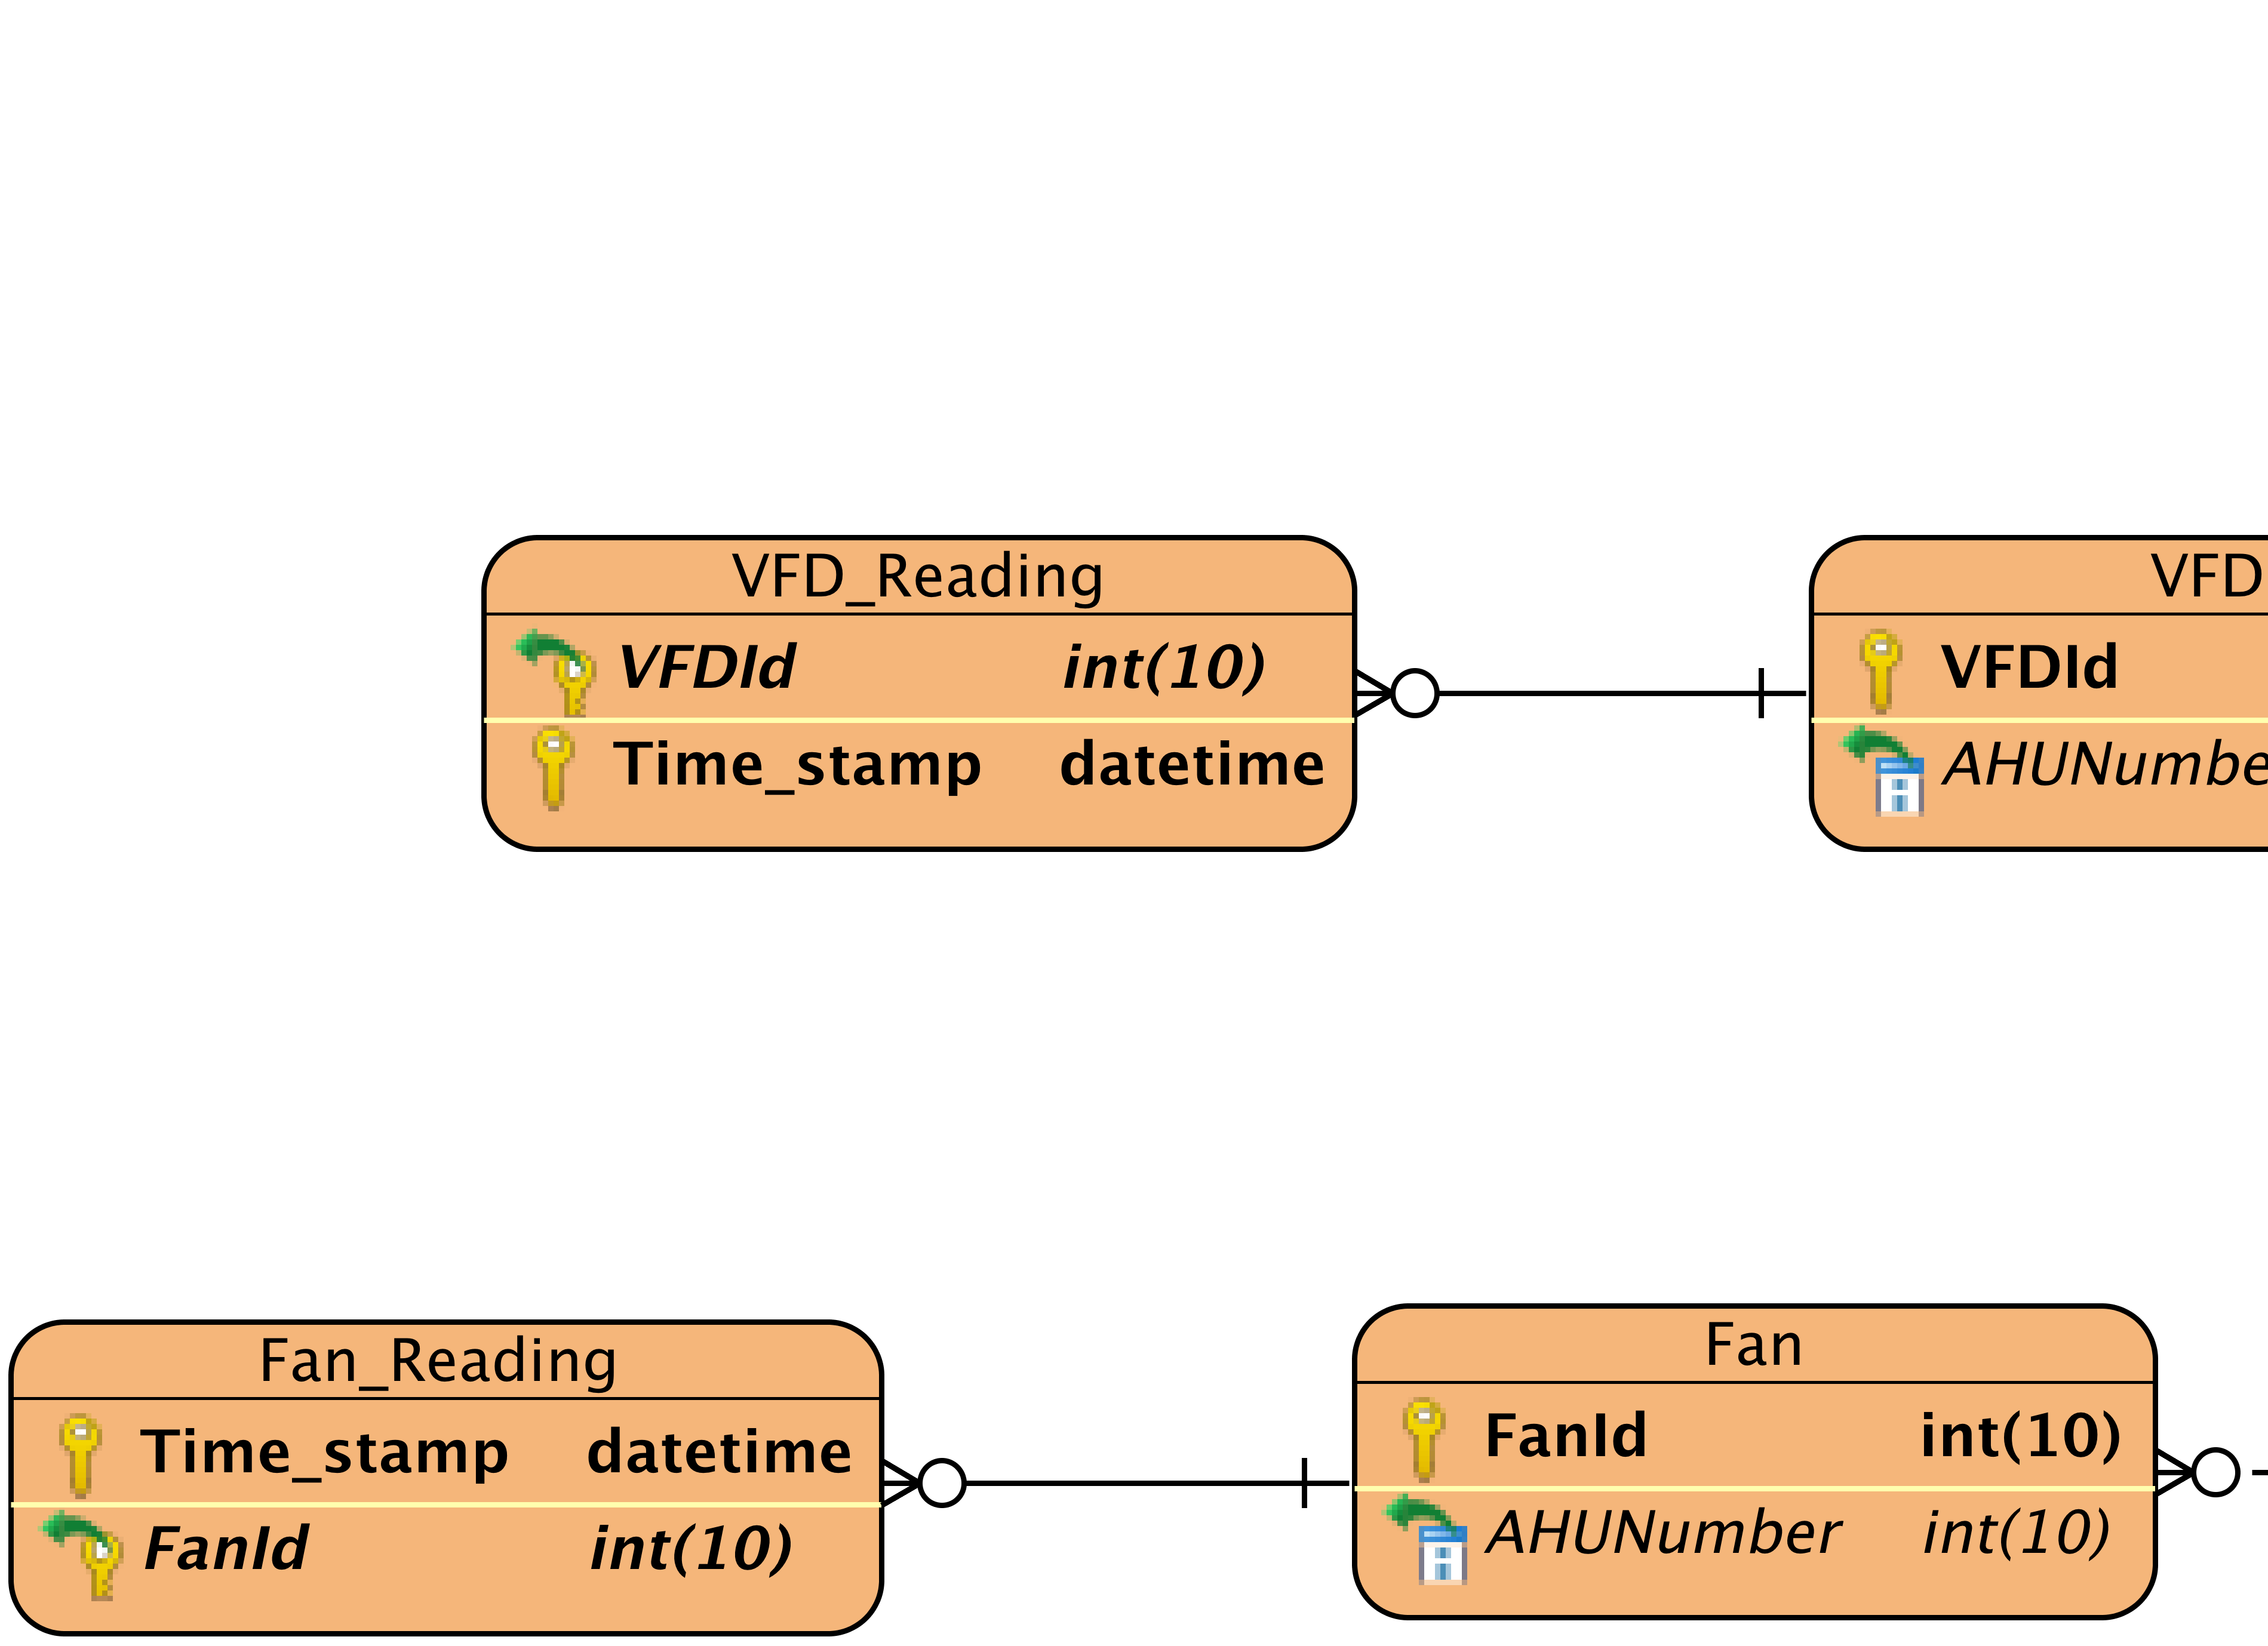 VFD_Reading
VFDId int(10)
Time_stamp datetime
VFD
VFDId
AHUNumbe
Fan_Reading
Time_stamp datetime
FanId int(10)
Fan
FanId int(10)
AHUNumber int(10)